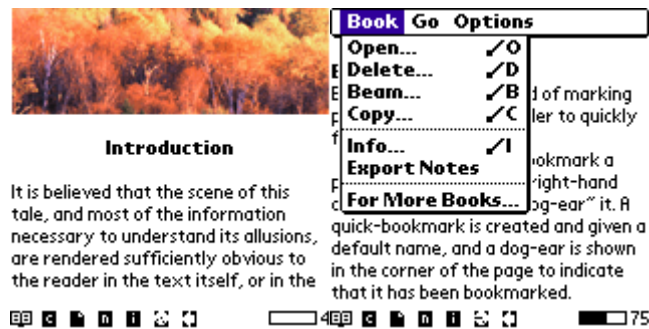 Introduction
It is believed that the scene of this
tale, and most of the information
necessary to understand its allusions,
are rendered sufficiently obvious to
the reader in the text itself, or in the
4
Book Go Options
Open... /O
Delete... /D
Beam... /B
Copy... /C
Info... /I
Export Notes
For More Books...
d of marking
ler to quickly
okmark a
right-hand
og-ear" it. A
quick-bookmark is created and given a
default name, and a dog-ear is shown
in the corner of the page to indicate
that it has been bookmarked.
75